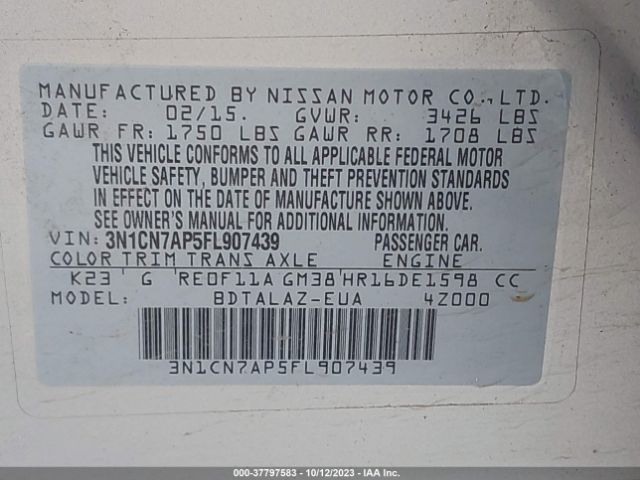 MANUFACTURED BY NISSAN MOTOR CO., LTD.
DATE: 02/15. GVWR: 3426 LBS
GAWR FR: 1750 LBS GAWR RR: 1708 LBS
THIS VEHICLE CONFORMS TO ALL APPLICABLE FEDERAL MOTOR
VEHICLE SAFETY, BUMPER AND THEFT PREVENTION STANDARDS
IN EFFECT ON THE DATE OF MANUFACTURE SHOWN ABOVE.
SEE OWNER'S MANUAL FOR ADDITIONAL INFORMATION.
VIN: 3N1CN7AP5FL907439 PASSENGER CAR.
COLOR TRIM TRANS AXLE ENGINE
K23 G RE0F11A GM38 HR16DE1598 CC
MODEL: BDTALAZ-EUA 4Z000
3N1CN7AP5FL907439
000-37797583 - 10/12/2023 - IAA Inc.